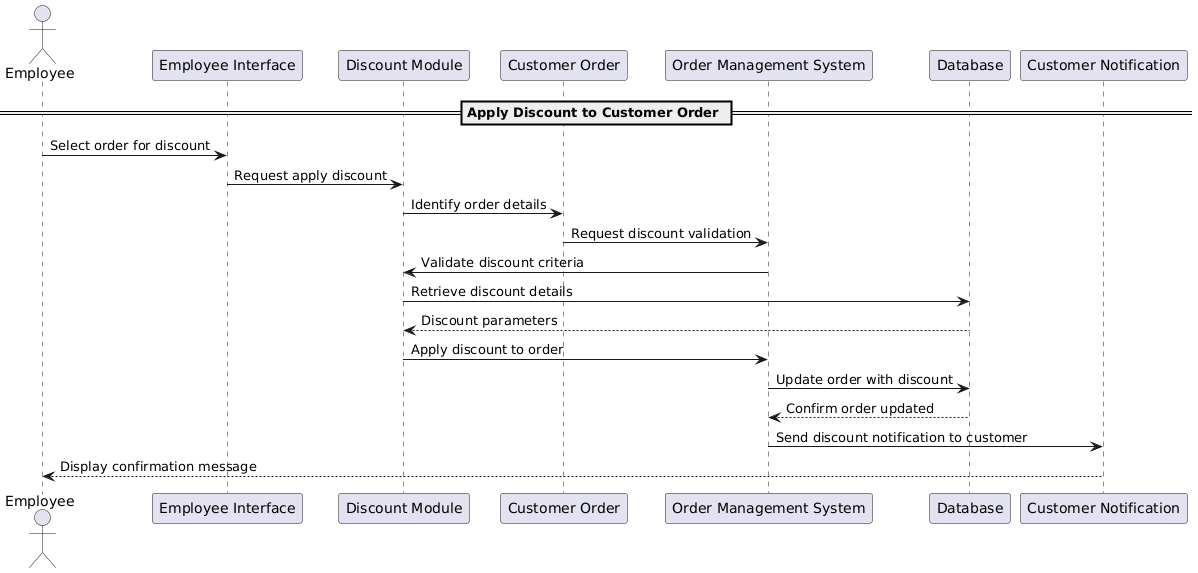 Employee
Employee Interface
Discount Module
Customer Order
Order Management System
Database
Customer Notification
Apply Discount to Customer Order
Select order for discount
Request apply discount
Identify order details
Request discount validation
Validate discount criteria
Retrieve discount details
Discount parameters
Apply discount to order
Update order with discount
Confirm order updated
Send discount notification to customer
Display confirmation message
Employee
Employee Interface
Discount Module
Customer Order
Order Management System
Database
Customer Notification